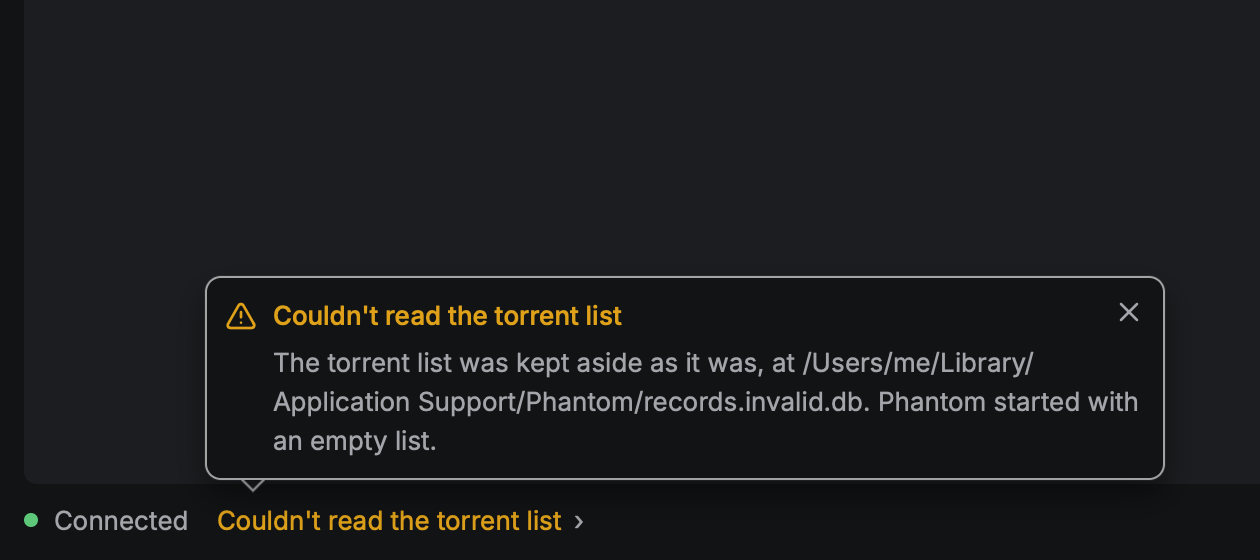 Couldn't read the torrent list
The torrent list was kept aside as it was, at /Users/me/Library/
Application Support/Phantom/records.invalid.db. Phantom started with
an empty list.
Connected Couldn't read the torrent list ›